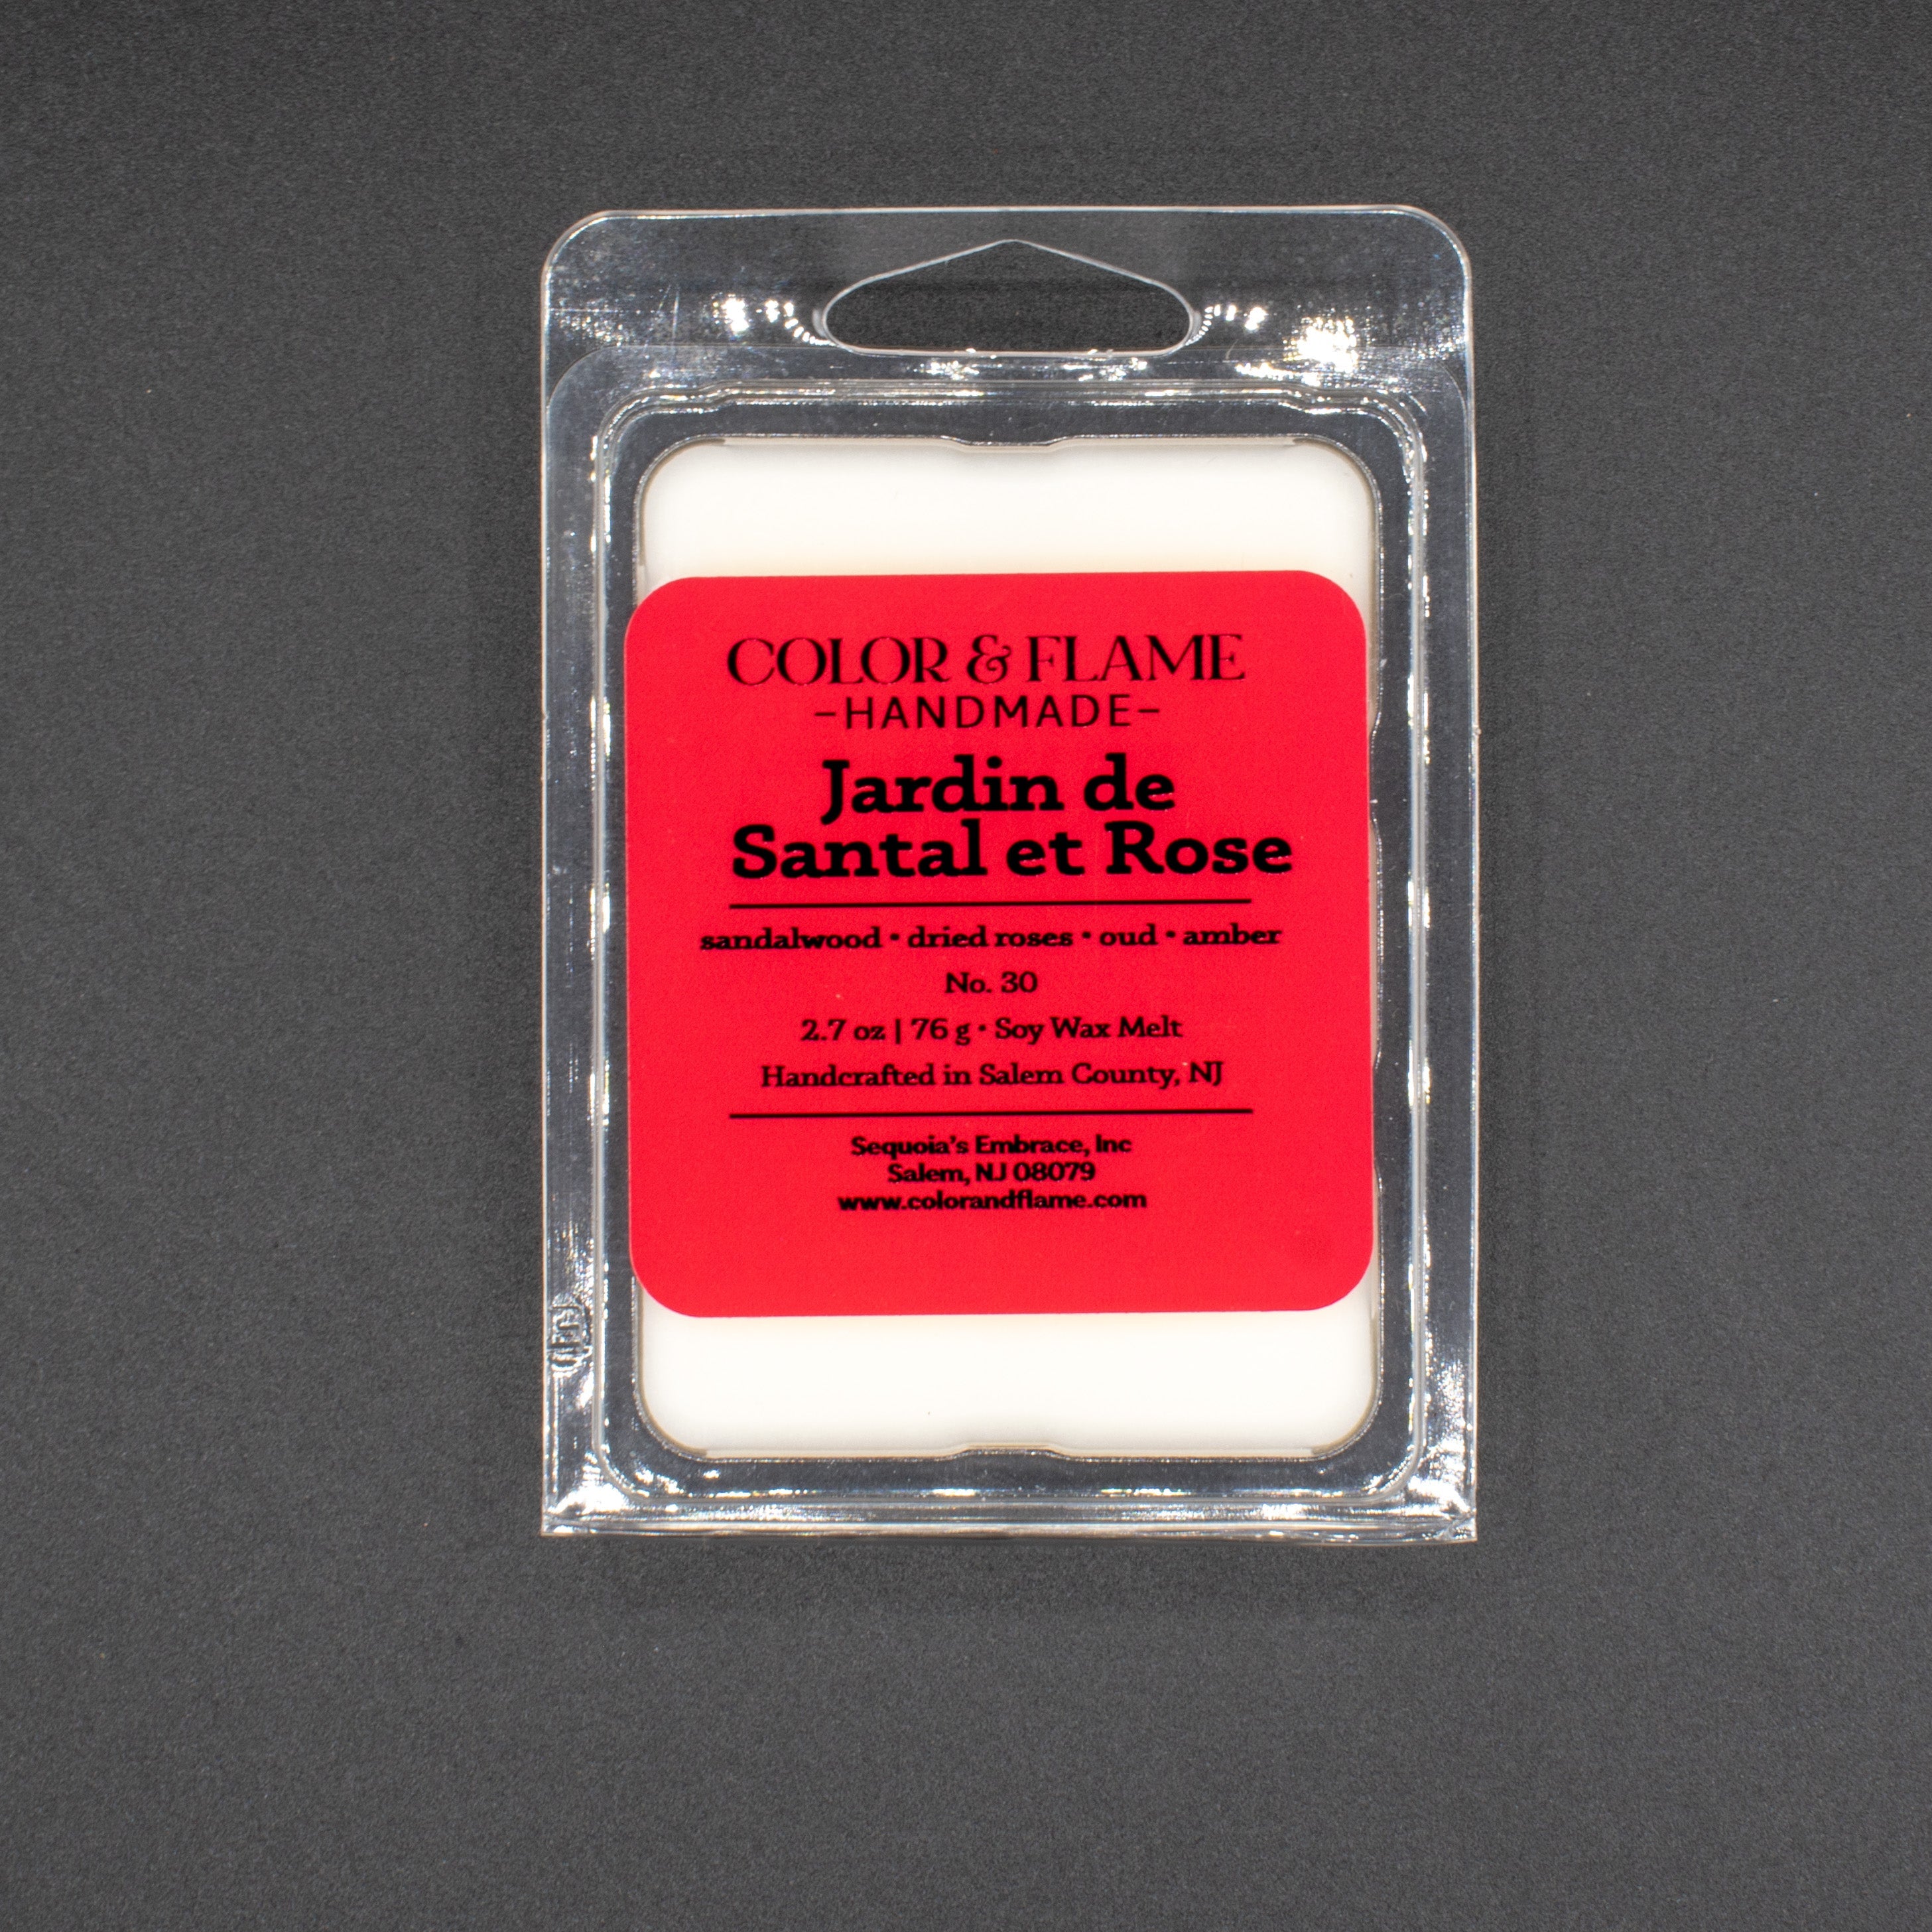 COLOR & FLAME
-HANDMADE-
Jardin de
Santal et Rose
sandalwood • dried roses • oud • amber
No. 30
2.7 oz | 76 g • Soy Wax Melt
Handcrafted in Salem County, NJ
Sequoia's Embrace, Inc
Salem, NJ 08079
www.colorandflame.com